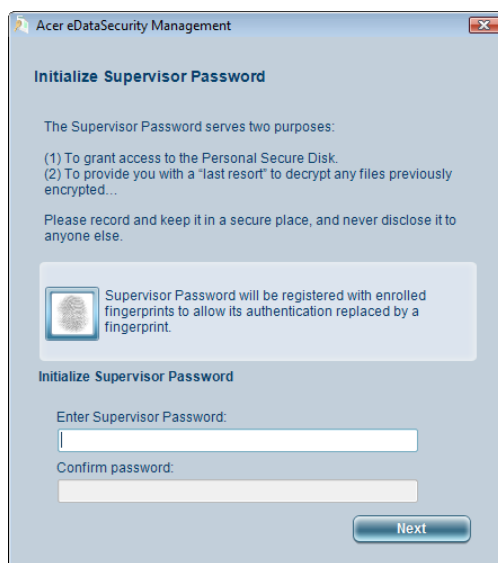 Acer eDataSecurity Management
Initialize Supervisor Password
The Supervisor Password serves two purposes:
(1) To grant access to the Personal Secure Disk.
(2) To provide you with a "last resort" to decrypt any files previously
encrypted...
Please record and keep it in a secure place, and never disclose it to
anyone else.
Supervisor Password will be registered with enrolled
fingerprints to allow its authentication replaced by a
fingerprint.
Initialize Supervisor Password
Enter Supervisor Password:
Confirm password:
Next